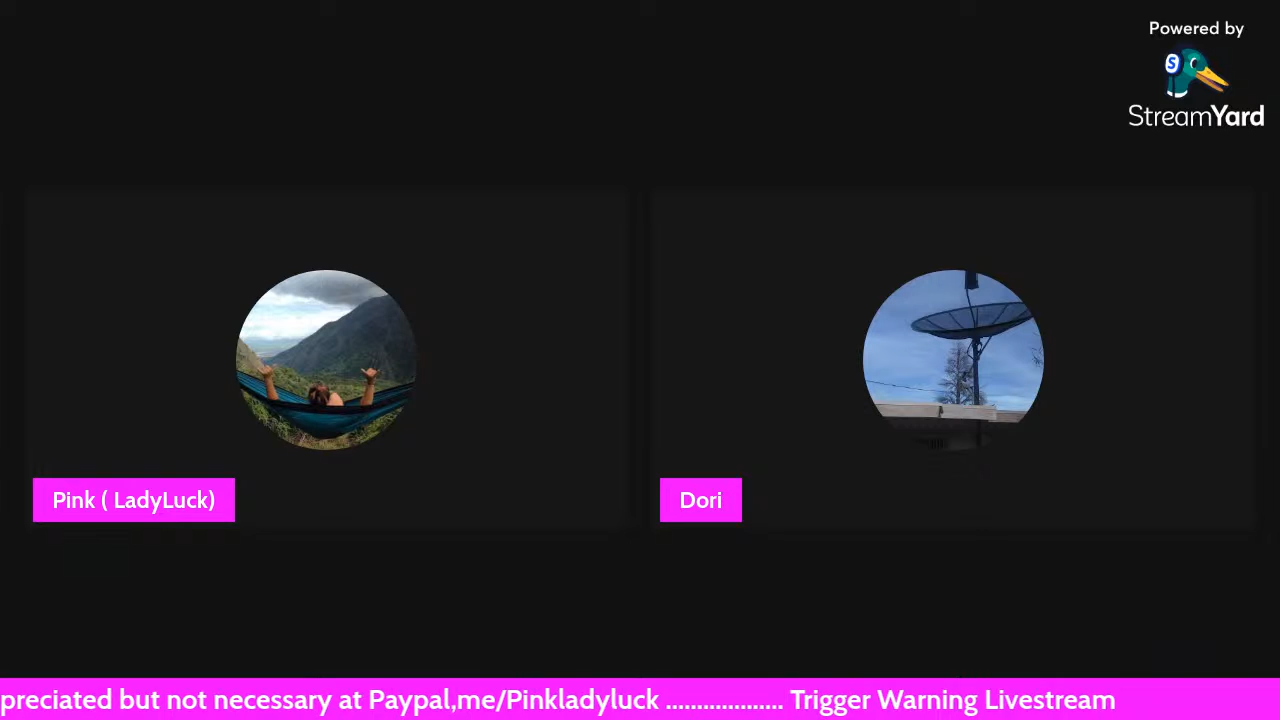 Powered by
S
StreamYard
Pink ( LadyLuck)
Dori
preciated but not necessary at Paypal,me/Pinkladyluck ................... Trigger Warning Livestream